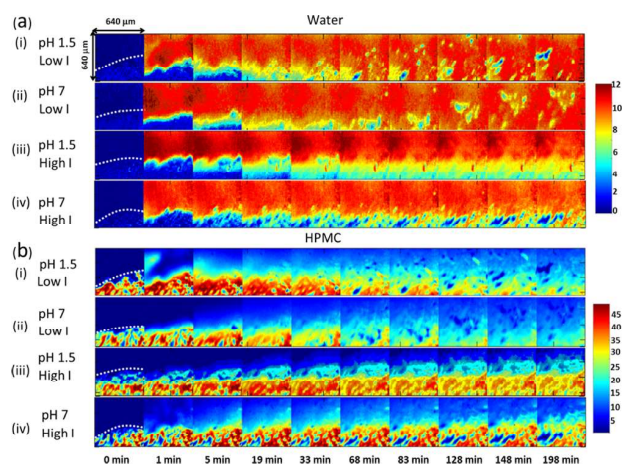 (a) 640 µm Water
640 µm
(i) pH 1.5
Low I
(ii) pH 7
Low I
(iii) pH 1.5
High I
(iv) pH 7
High I
12
10
8
6
4
2
0
(b) HPMC
(i) pH 1.5
Low I
(ii) pH 7
Low I
(iii) pH 1.5
High I
(iv) pH 7
High I
45
40
35
30
25
20
15
10
5
0 min 1 min 5 min 19 min 33 min 68 min 83 min 128 min 148 min 198 min